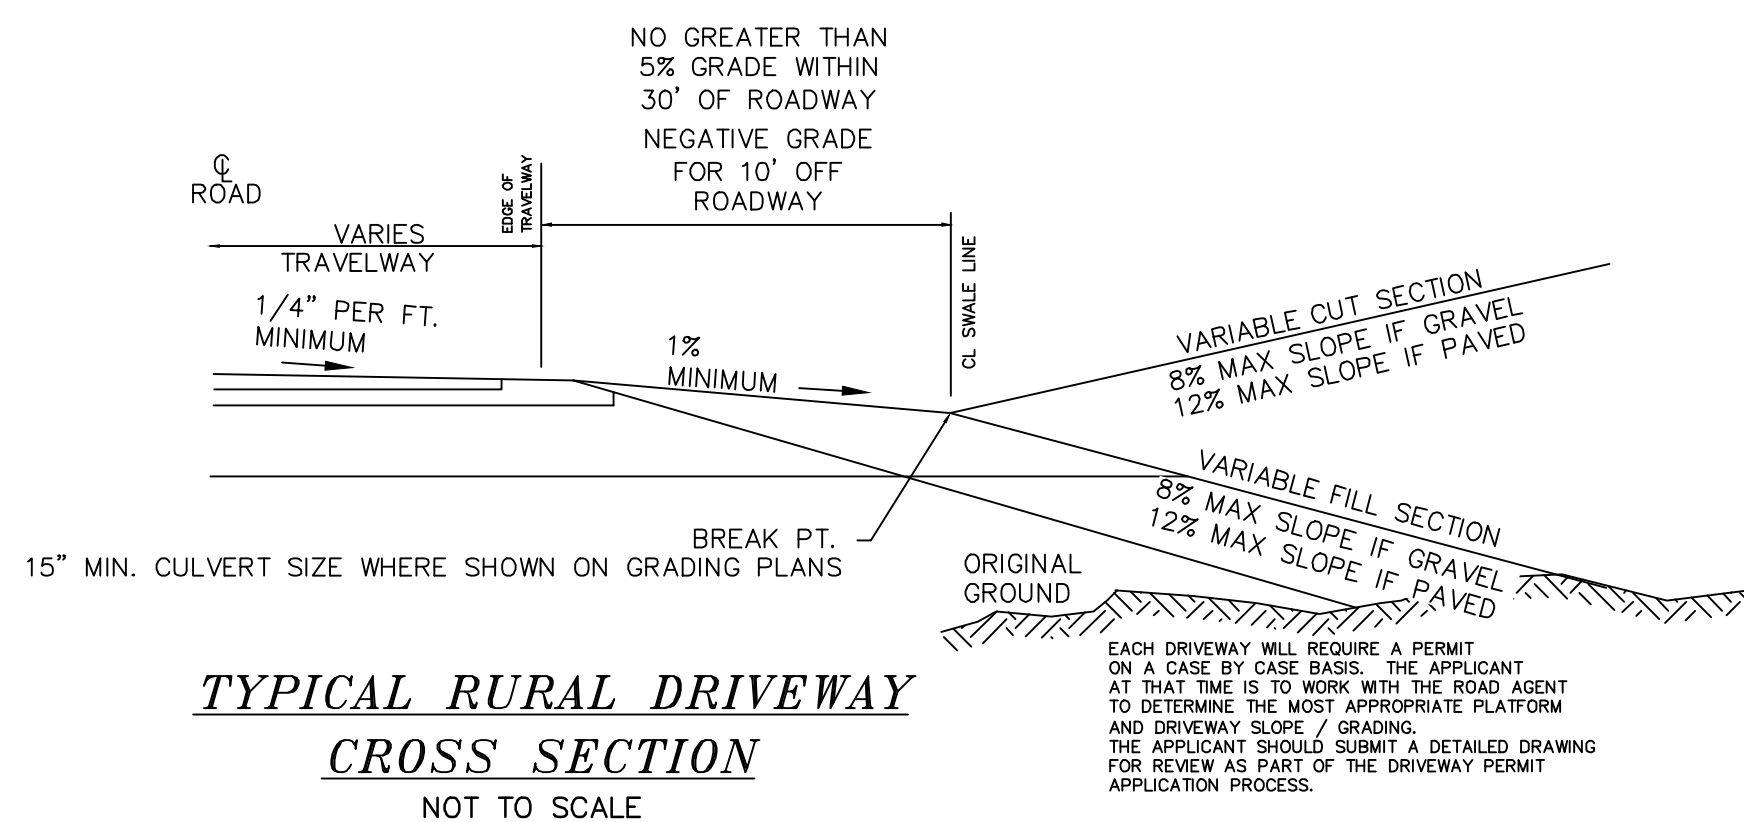 NO GREATER THAN
5% GRADE WITHIN
30' OF ROADWAY
NEGATIVE GRADE
FOR 10' OFF
ROADWAY
℄
ROAD
EDGE OF
TRAVELWAY
VARIES
TRAVELWAY
1/4" PER FT.
MINIMUM
1%
MINIMUM
CL SWALE LINE
VARIABLE CUT SECTION
8% MAX SLOPE IF GRAVEL
12% MAX SLOPE IF PAVED
VARIABLE FILL SECTION
8% MAX SLOPE IF GRAVEL
12% MAX SLOPE IF PAVED
BREAK PT.
15" MIN. CULVERT SIZE WHERE SHOWN ON GRADING PLANS
ORIGINAL
GROUND
EACH DRIVEWAY WILL REQUIRE A PERMIT
ON A CASE BY CASE BASIS. THE APPLICANT
AT THAT TIME IS TO WORK WITH THE ROAD AGENT
TO DETERMINE THE MOST APPROPRIATE PLATFORM
AND DRIVEWAY SLOPE / GRADING.
THE APPLICANT SHOULD SUBMIT A DETAILED DRAWING
FOR REVIEW AS PART OF THE DRIVEWAY PERMIT
APPLICATION PROCESS.
TYPICAL RURAL DRIVEWAY
CROSS SECTION
NOT TO SCALE